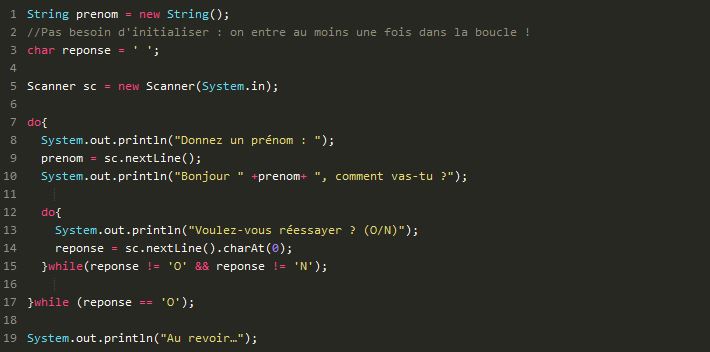 1 String prenom = new String();
2 //Pas besoin d'initialiser : on entre au moins une fois dans la boucle !
3 char reponse = ' ';
4
5 Scanner sc = new Scanner(System.in);
6
7 do{
8   System.out.println("Donnez un prénom : ");
9   prenom = sc.nextLine();
10   System.out.println("Bonjour " +prenom+ ", comment vas-tu ?");
11
12   do{
13     System.out.println("Voulez-vous réessayer ? (O/N)");
14     reponse = sc.nextLine().charAt(0);
15   }while(reponse != 'O' && reponse != 'N');
16
17 }while (reponse == 'O');
18
19 System.out.println("Au revoir…");